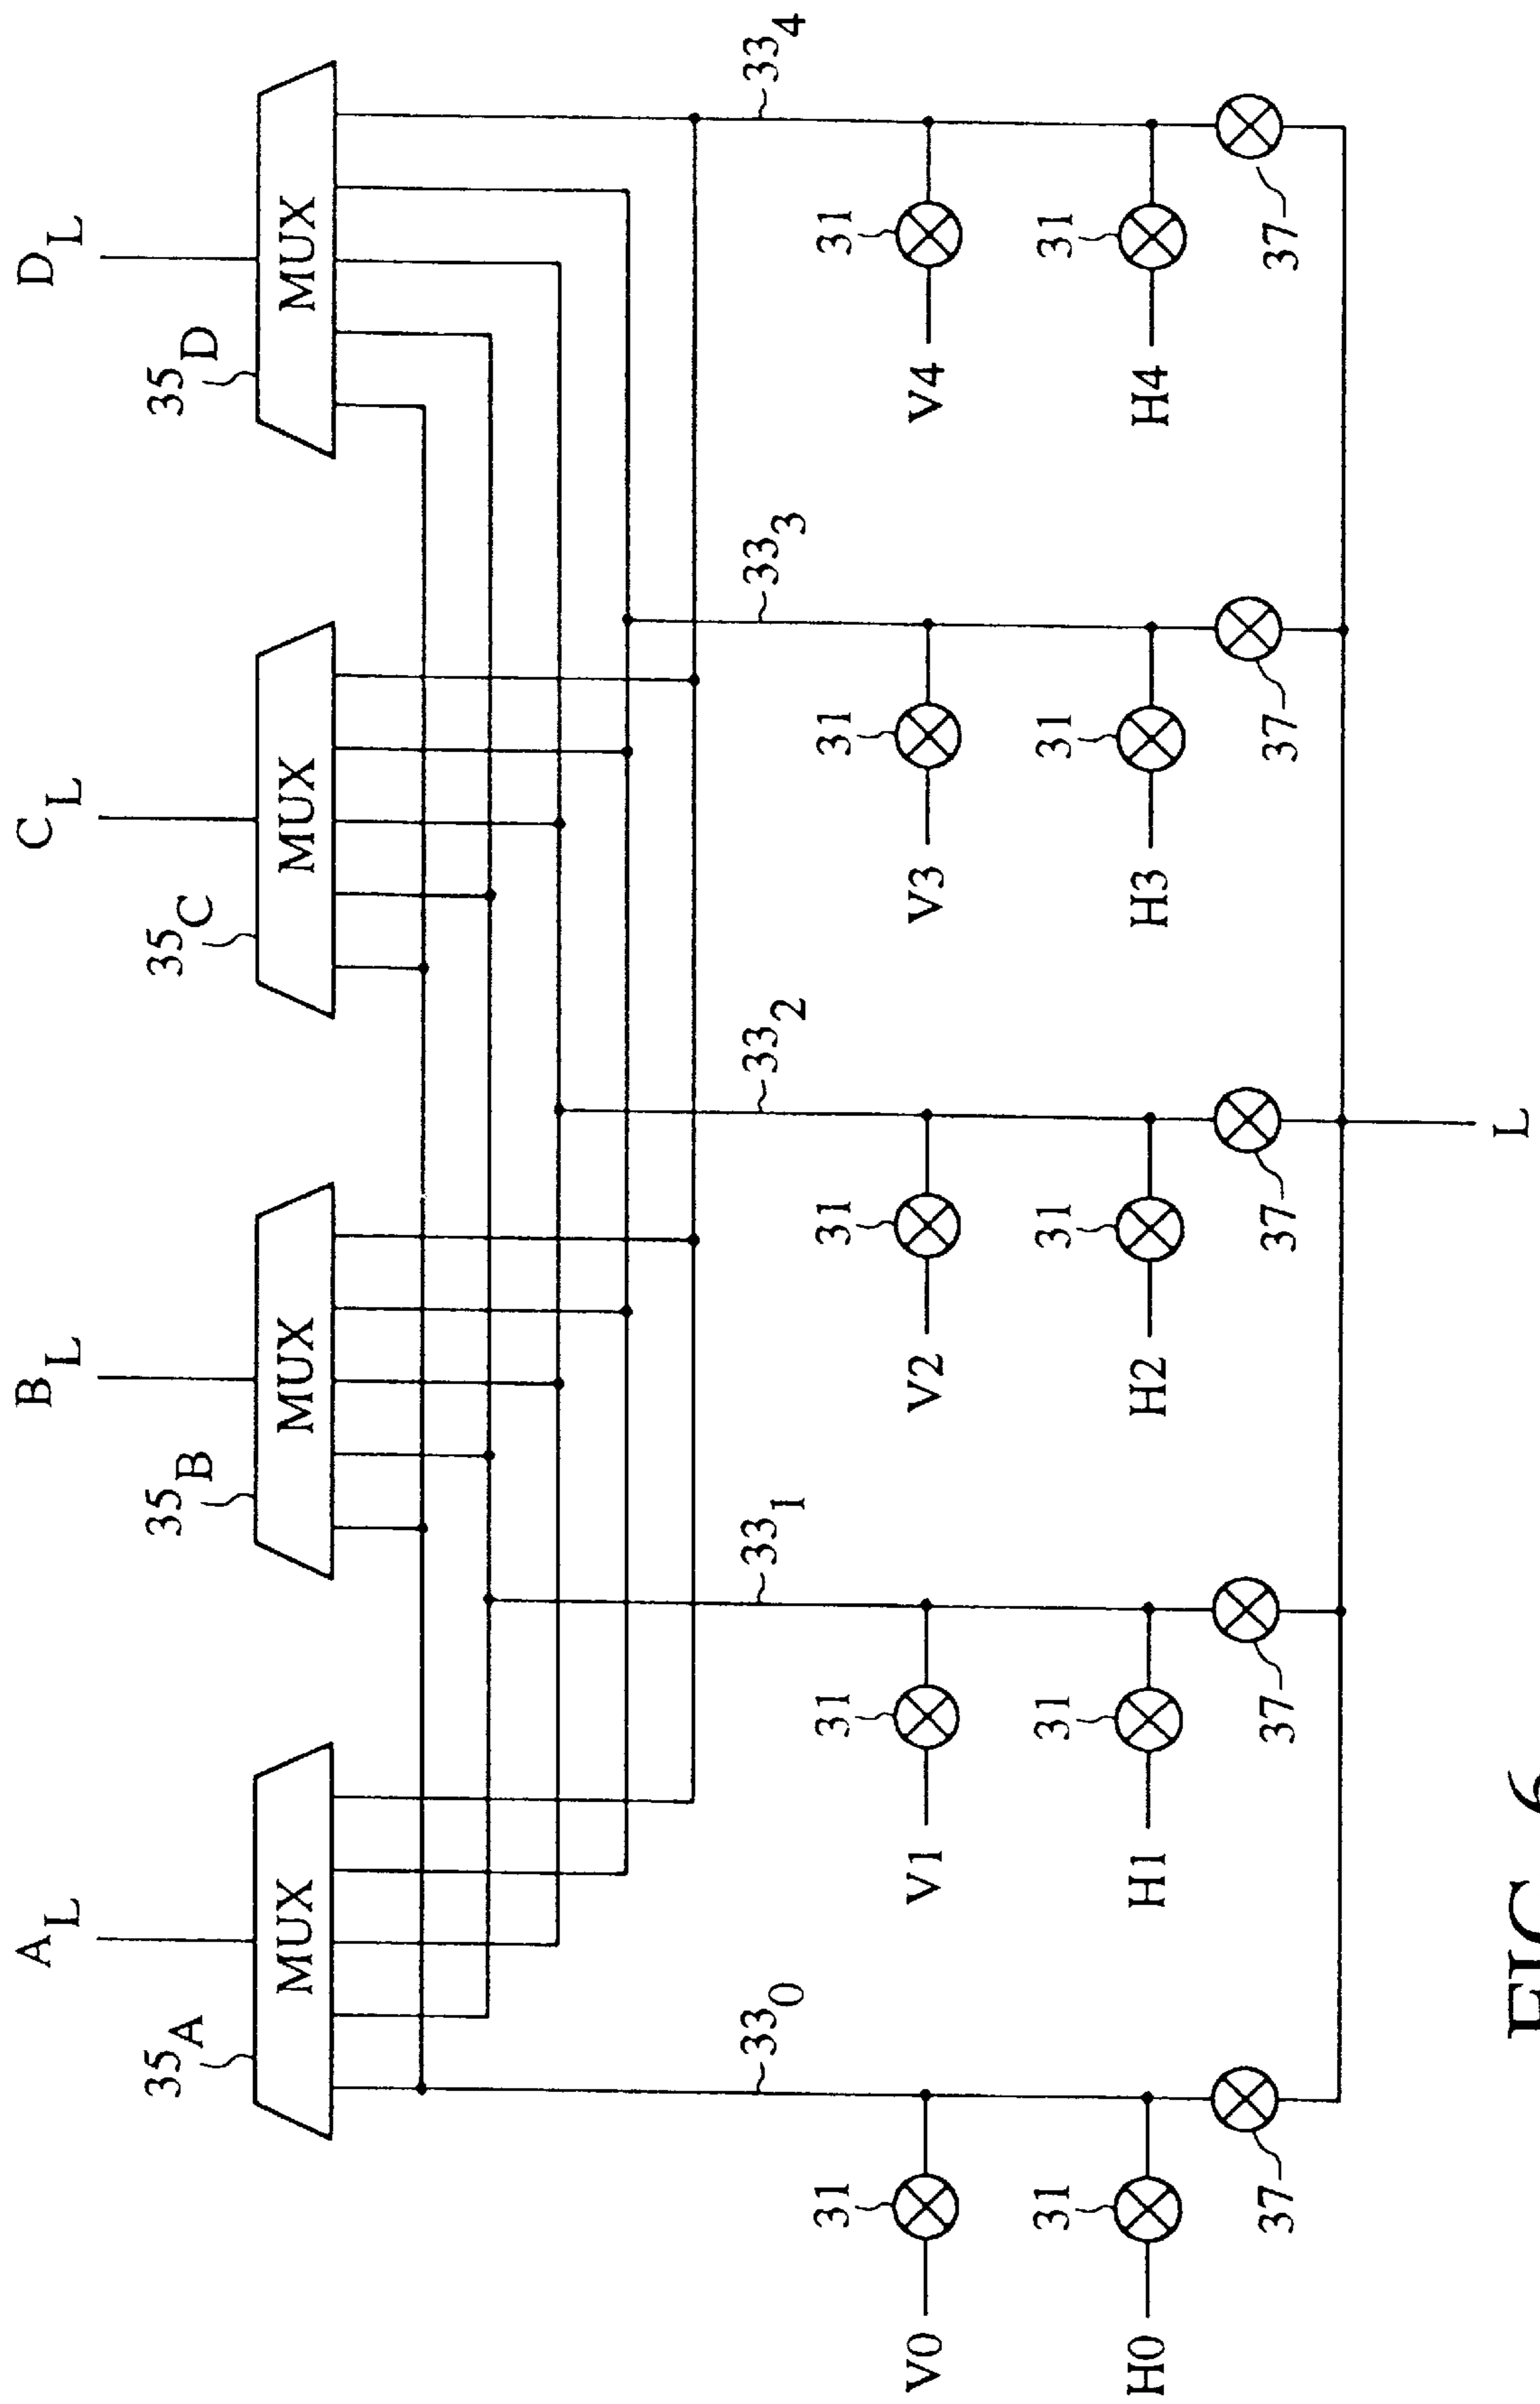 A_L B_L C_L D_L
35_A 35_B 35_C 35_D
MUX MUX MUX MUX
33_0 33_1 33_2 33_3 33_4
31 31 31 31 31
V0 V1 V2 V3 V4
31 31 31 31 31
H0 H1 H2 H3 H4
37 37 37 37 37
L
FIG. 6